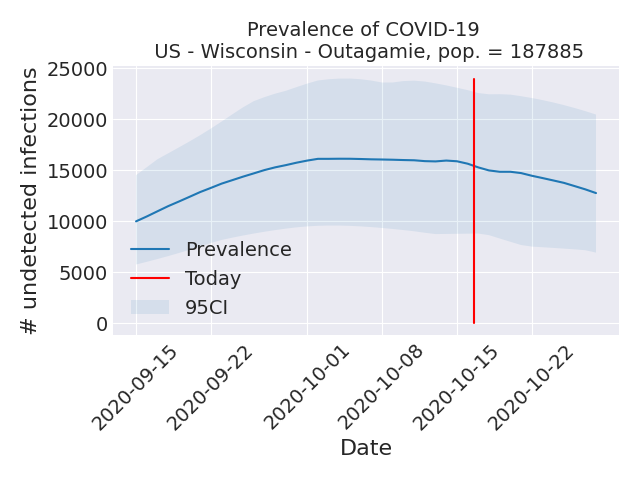 Prevalence of COVID-19
US - Wisconsin - Outagamie, pop. = 187885
# undetected infections
25000
20000
15000
10000
5000
0
Prevalence
Today
95CI
2020-09-15
2020-09-22
2020-10-01
2020-10-08
2020-10-15
2020-10-22
Date